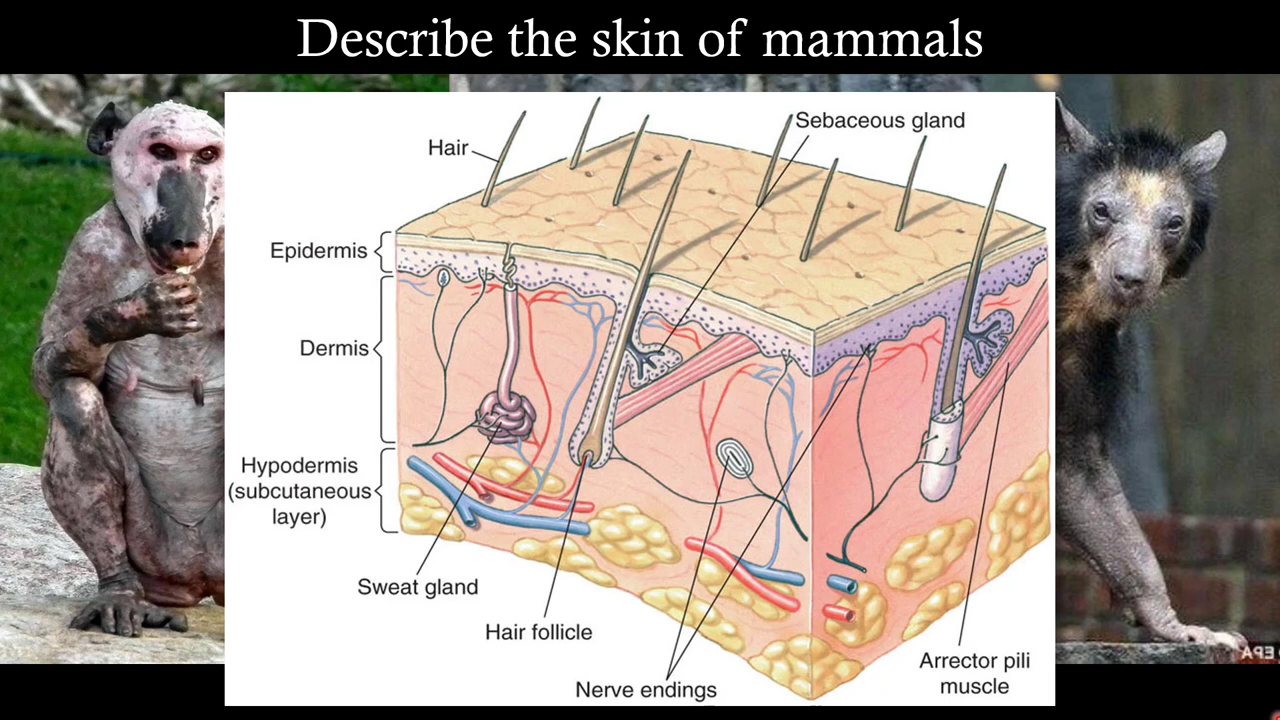 Describe the skin of mammals
Sebaceous gland
Hair
Epidermis
Dermis
Hypodermis
(subcutaneous
layer)
Sweat gland
Hair follicle
Nerve endings
Arrector pili
muscle
EPA